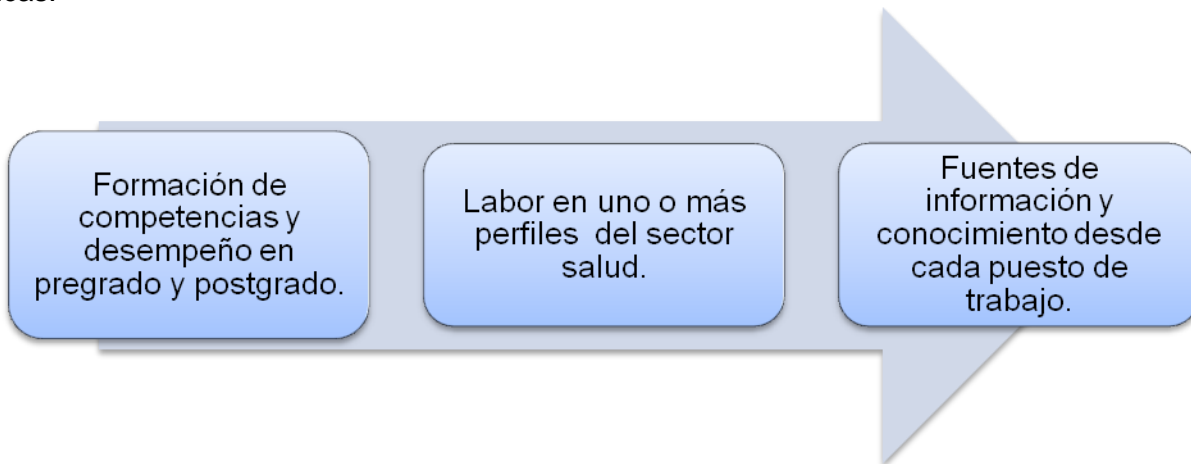 Formación de
competencias y
desempeño en
pregrado y postgrado.
Labor en uno o más
perfiles del sector
salud.
Fuentes de
información y
conocimiento desde
cada puesto de
trabajo.